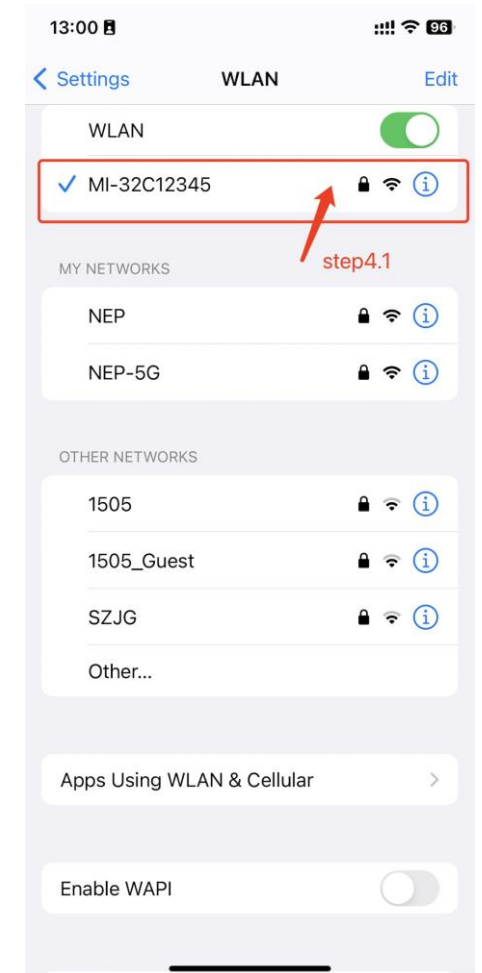 13:00 96
Settings WLAN Edit
WLAN
MI-32C12345
step4.1
MY NETWORKS
NEP
NEP-5G
OTHER NETWORKS
1505
1505_Guest
SZJG
Other...
Apps Using WLAN & Cellular
Enable WAPI